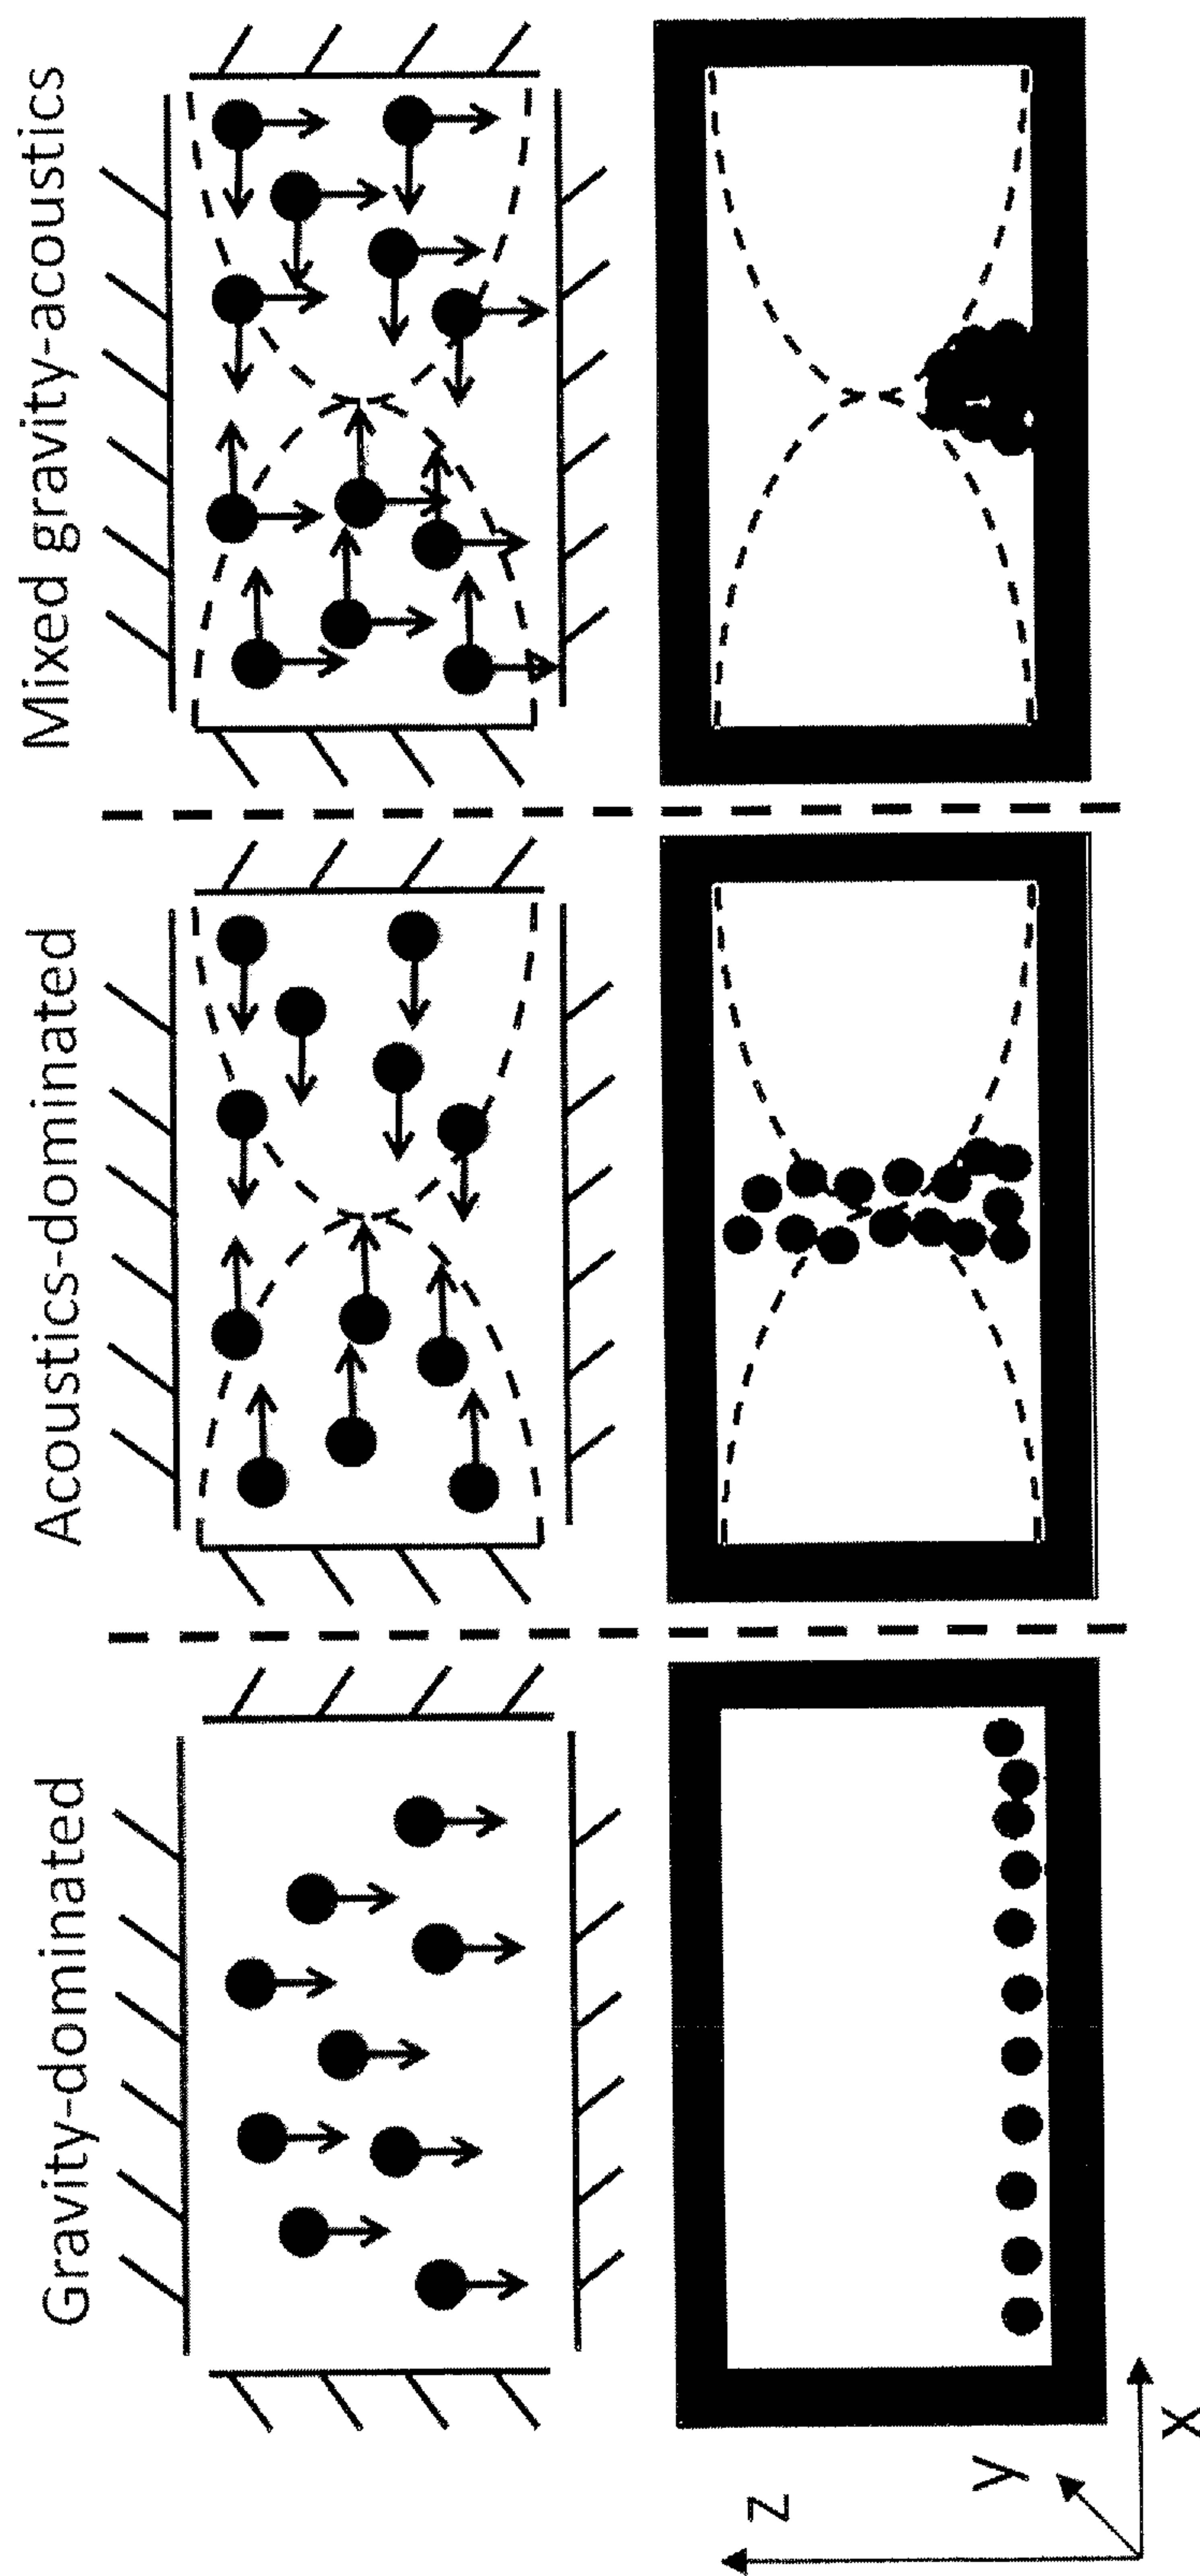 Gravity-dominated
Acoustics-dominated
Mixed gravity-acoustics
z
y
x